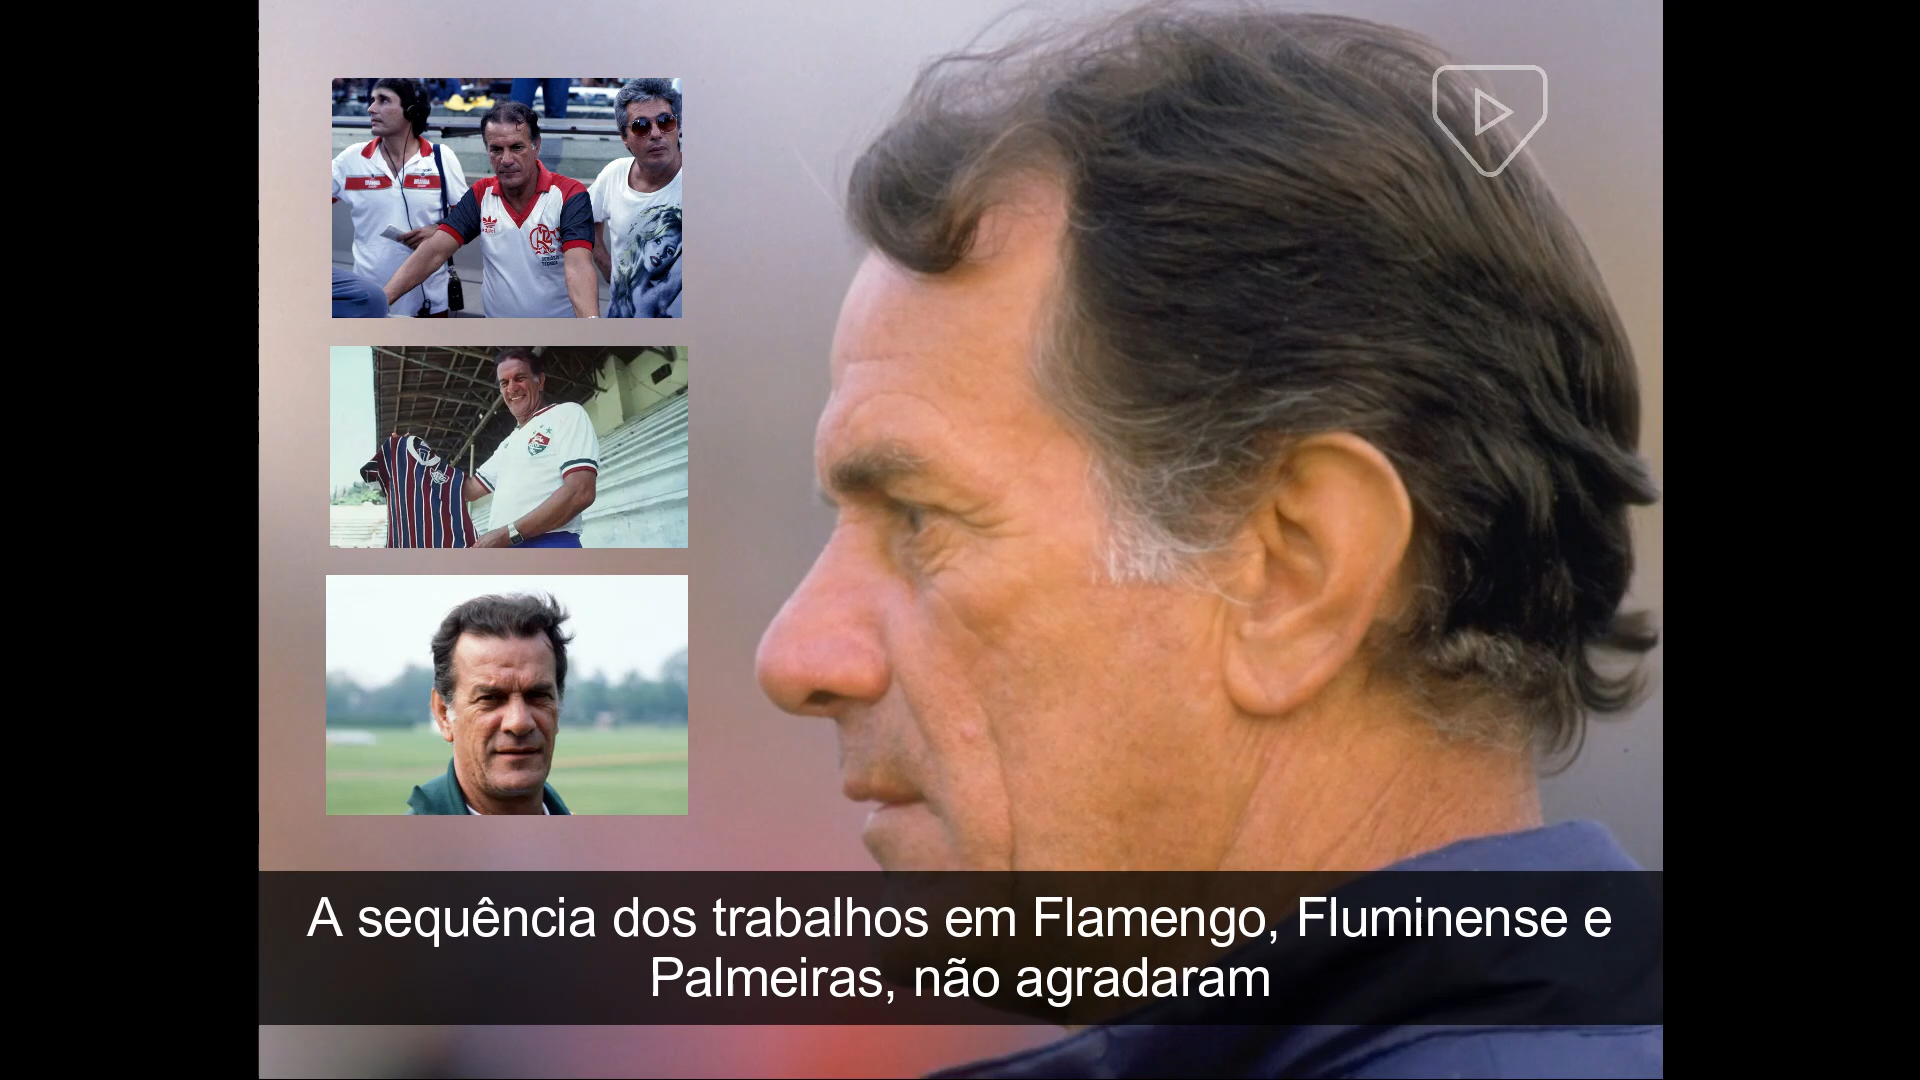 A sequência dos trabalhos em Flamengo, Fluminense e
Palmeiras, não agradaram